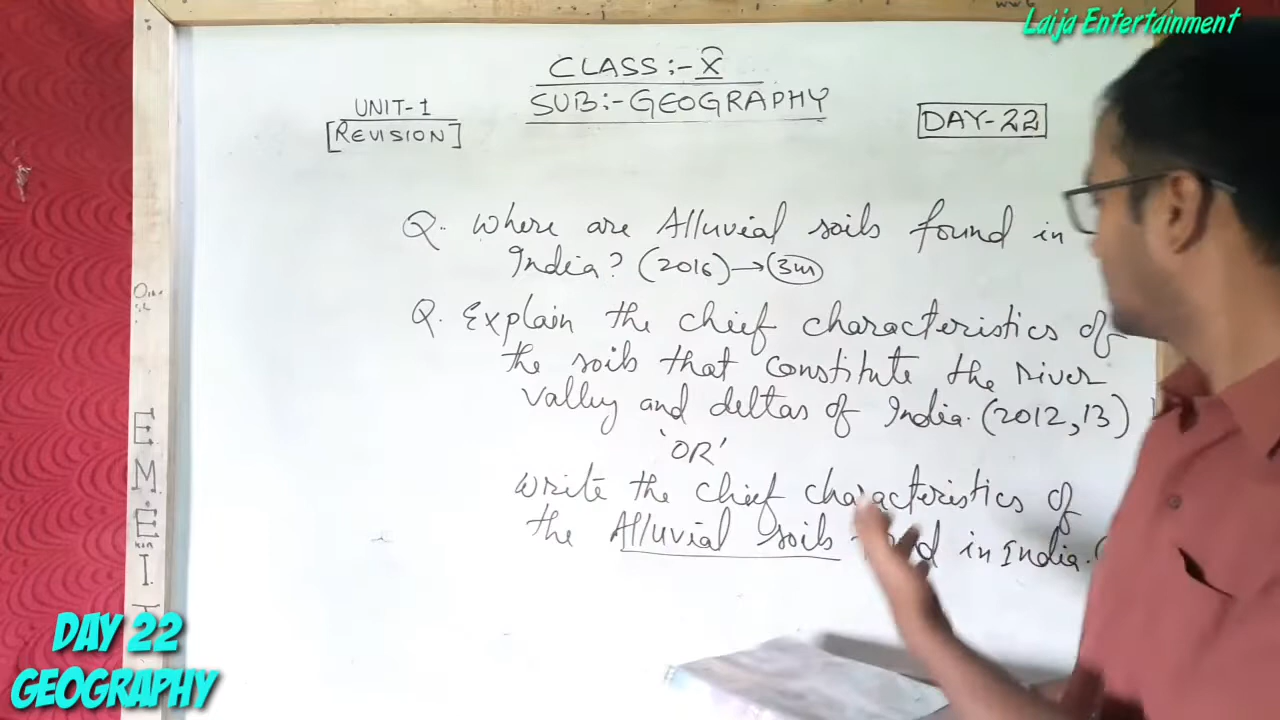 Laija Entertainment
CLASS:- X
SUB:- GEOGRAPHY
UNIT-1
[REVISION]
DAY-22
Q. Where are Alluvial soils found in
India? (2016) → 3m
Q. Explain the chief characteristics of
the soils that constitute the river
valley and deltas of India. (2012, 13)
'OR'
Write the chief characteristics of
the Alluvial soils found in India.
E
M
E
I
DAY 22
GEOGRAPHY